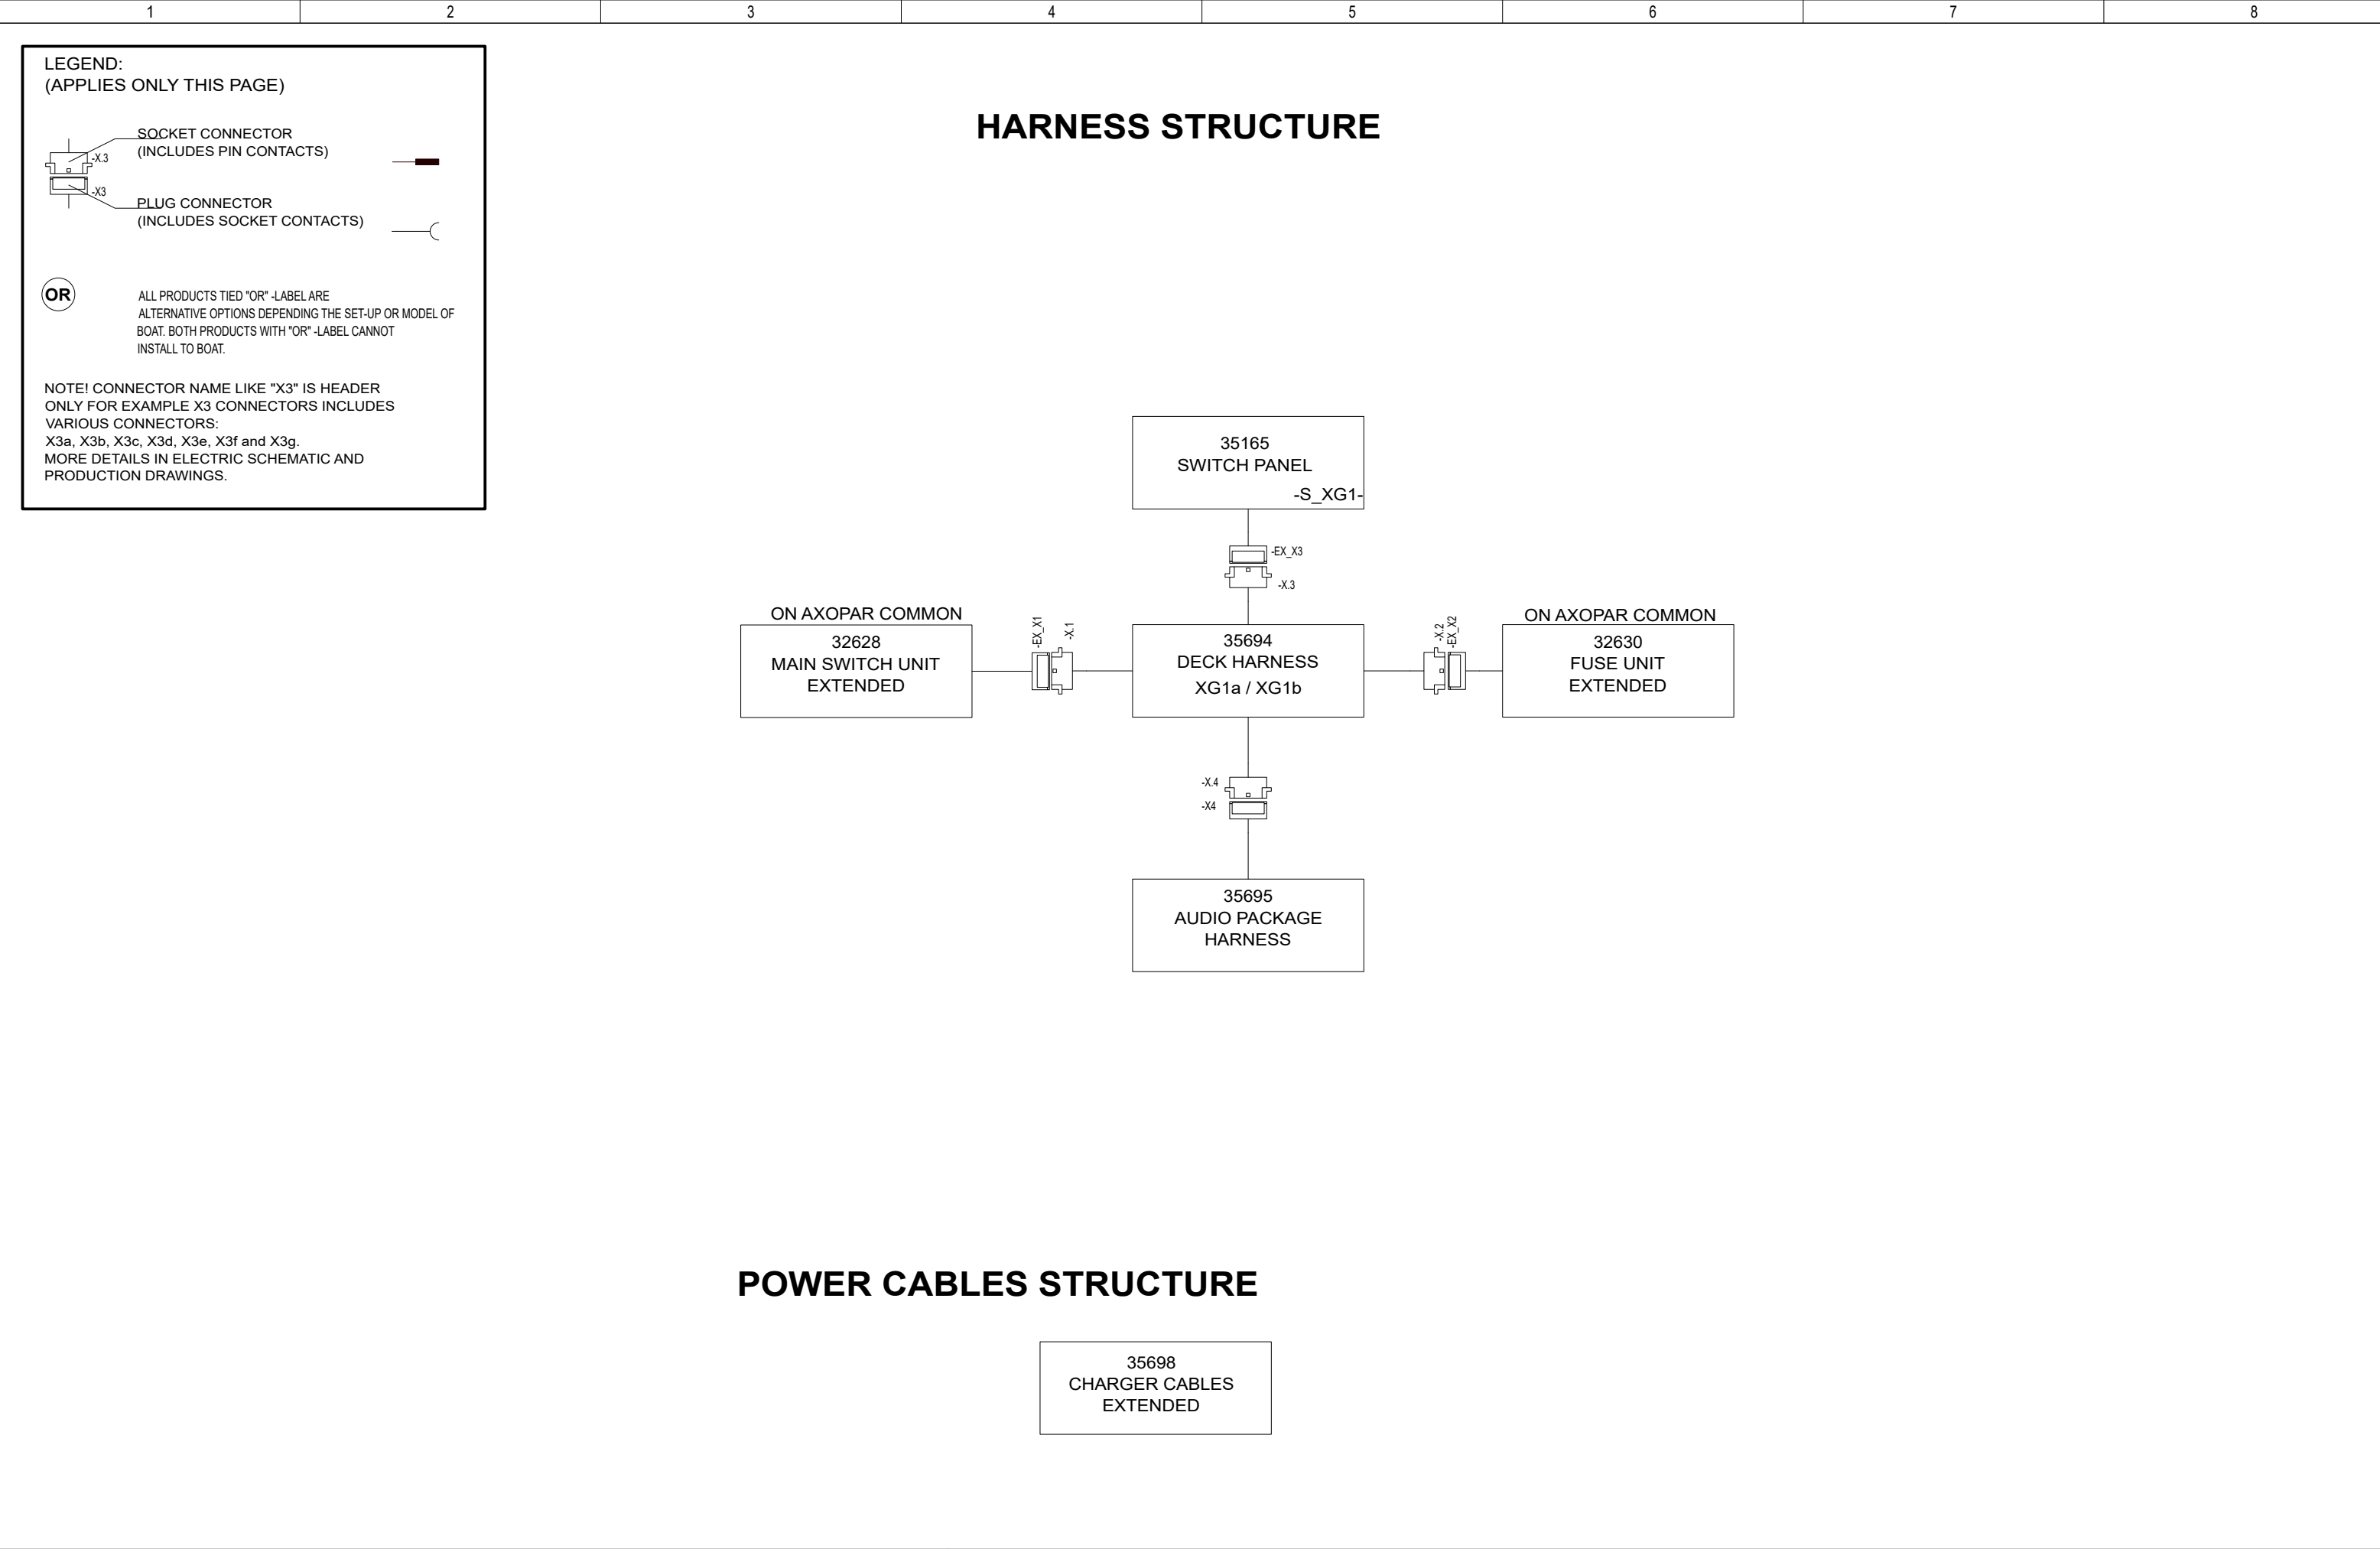 1 2 3 4 5 6 7 8
LEGEND:
(APPLIES ONLY THIS PAGE)
SOCKET CONNECTOR
(INCLUDES PIN CONTACTS)
-X.3
-X3
PLUG CONNECTOR
(INCLUDES SOCKET CONTACTS)
OR
ALL PRODUCTS TIED "OR" -LABEL ARE
ALTERNATIVE OPTIONS DEPENDING THE SET-UP OR MODEL OF
BOAT. BOTH PRODUCTS WITH "OR" -LABEL CANNOT
INSTALL TO BOAT.
NOTE! CONNECTOR NAME LIKE "X3" IS HEADER
ONLY FOR EXAMPLE X3 CONNECTORS INCLUDES
VARIOUS CONNECTORS:
X3a, X3b, X3c, X3d, X3e, X3f and X3g.
MORE DETAILS IN ELECTRIC SCHEMATIC AND
PRODUCTION DRAWINGS.
HARNESS STRUCTURE
35165
SWITCH PANEL
-S_XG1-
-EX_X3
-X.3
ON AXOPAR COMMON
32628
MAIN SWITCH UNIT
EXTENDED
-EX_X1
-X.1
35694
DECK HARNESS
XG1a / XG1b
-X.2
-EX_X2
ON AXOPAR COMMON
32630
FUSE UNIT
EXTENDED
-X.4
-X4
35695
AUDIO PACKAGE
HARNESS
POWER CABLES STRUCTURE
35698
CHARGER CABLES
EXTENDED